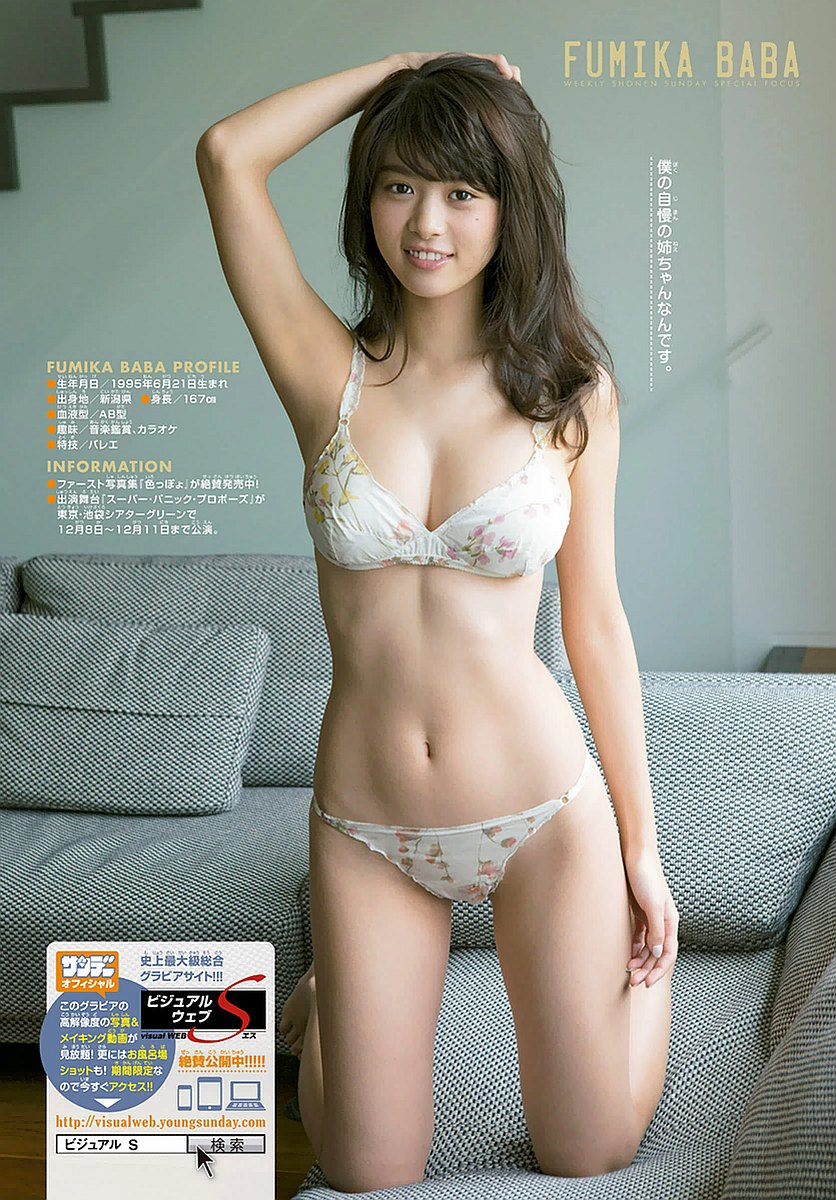 FUMIKA BABA
WEEKLY SHONEN SUNDAY SPECIAL FOCUS
僕の自慢の姉ちゃんなんです。
FUMIKA BABA PROFILE
●生年月日／1995年6月21日生まれ
●出身地／新潟県 ●身長／167㎝
●血液型／AB型
●趣味／音楽鑑賞、カラオケ
●特技／バレエ
INFORMATION
●ファースト写真集『色っぽょ』が絶賛発売中!
●出演舞台『スーパー・パニック・プロポーズ』が
東京・池袋シアターグリーンで
12月8日〜12月11日まで公演。
サンデー
オフィシャル
史上最大級総合
グラビアサイト!!!
このグラビアの
高解像度の写真&
メイキング動画が
見放題! 更にはお風呂場
ショットも! 期間限定な
ので今すぐアクセス!!
ビジュアル
ウェブ
S
visual WEB
エス
絶賛公開中!!!!!
http://visualweb.youngsunday.com
ビジュアル S
検索